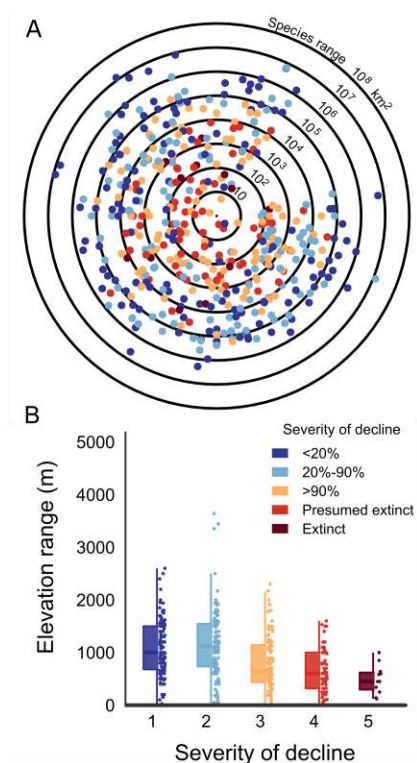 A
Species range
10⁸ km²
10⁷
10⁶
10⁵
10⁴
10³
10²
10
B
Severity of decline
<20%
20%-90%
>90%
Presumed extinct
Extinct
Elevation range (m)
5000
4000
3000
2000
1000
0
1 2 3 4 5
Severity of decline